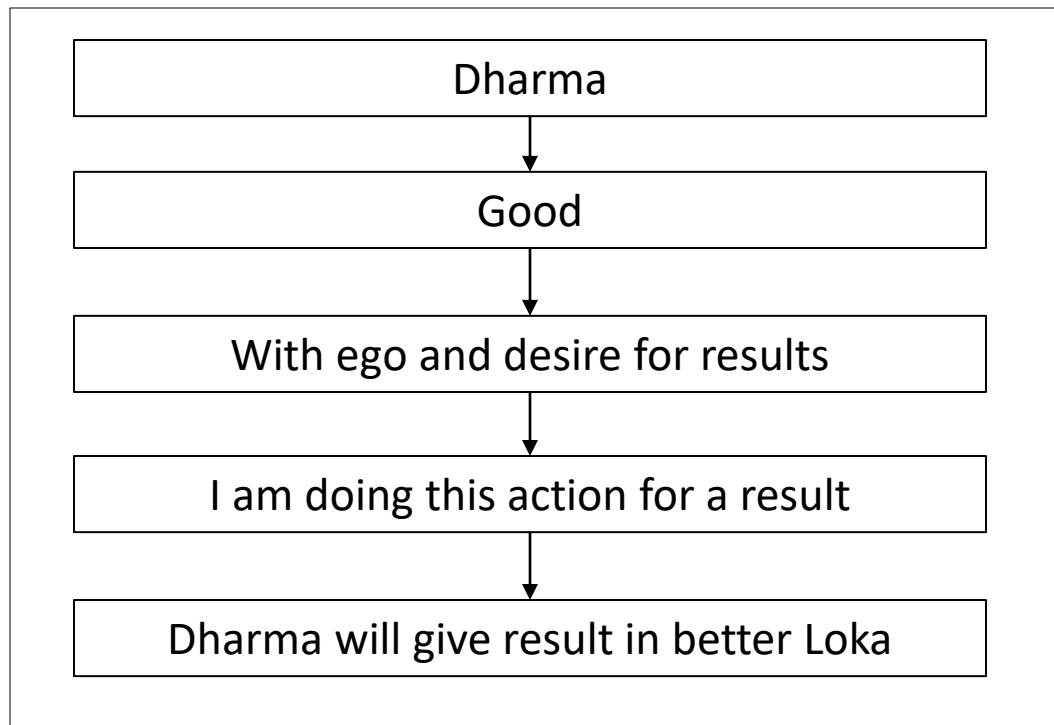 Dharma
Good
With ego and desire for results
I am doing this action for a result
Dharma will give result in better Loka